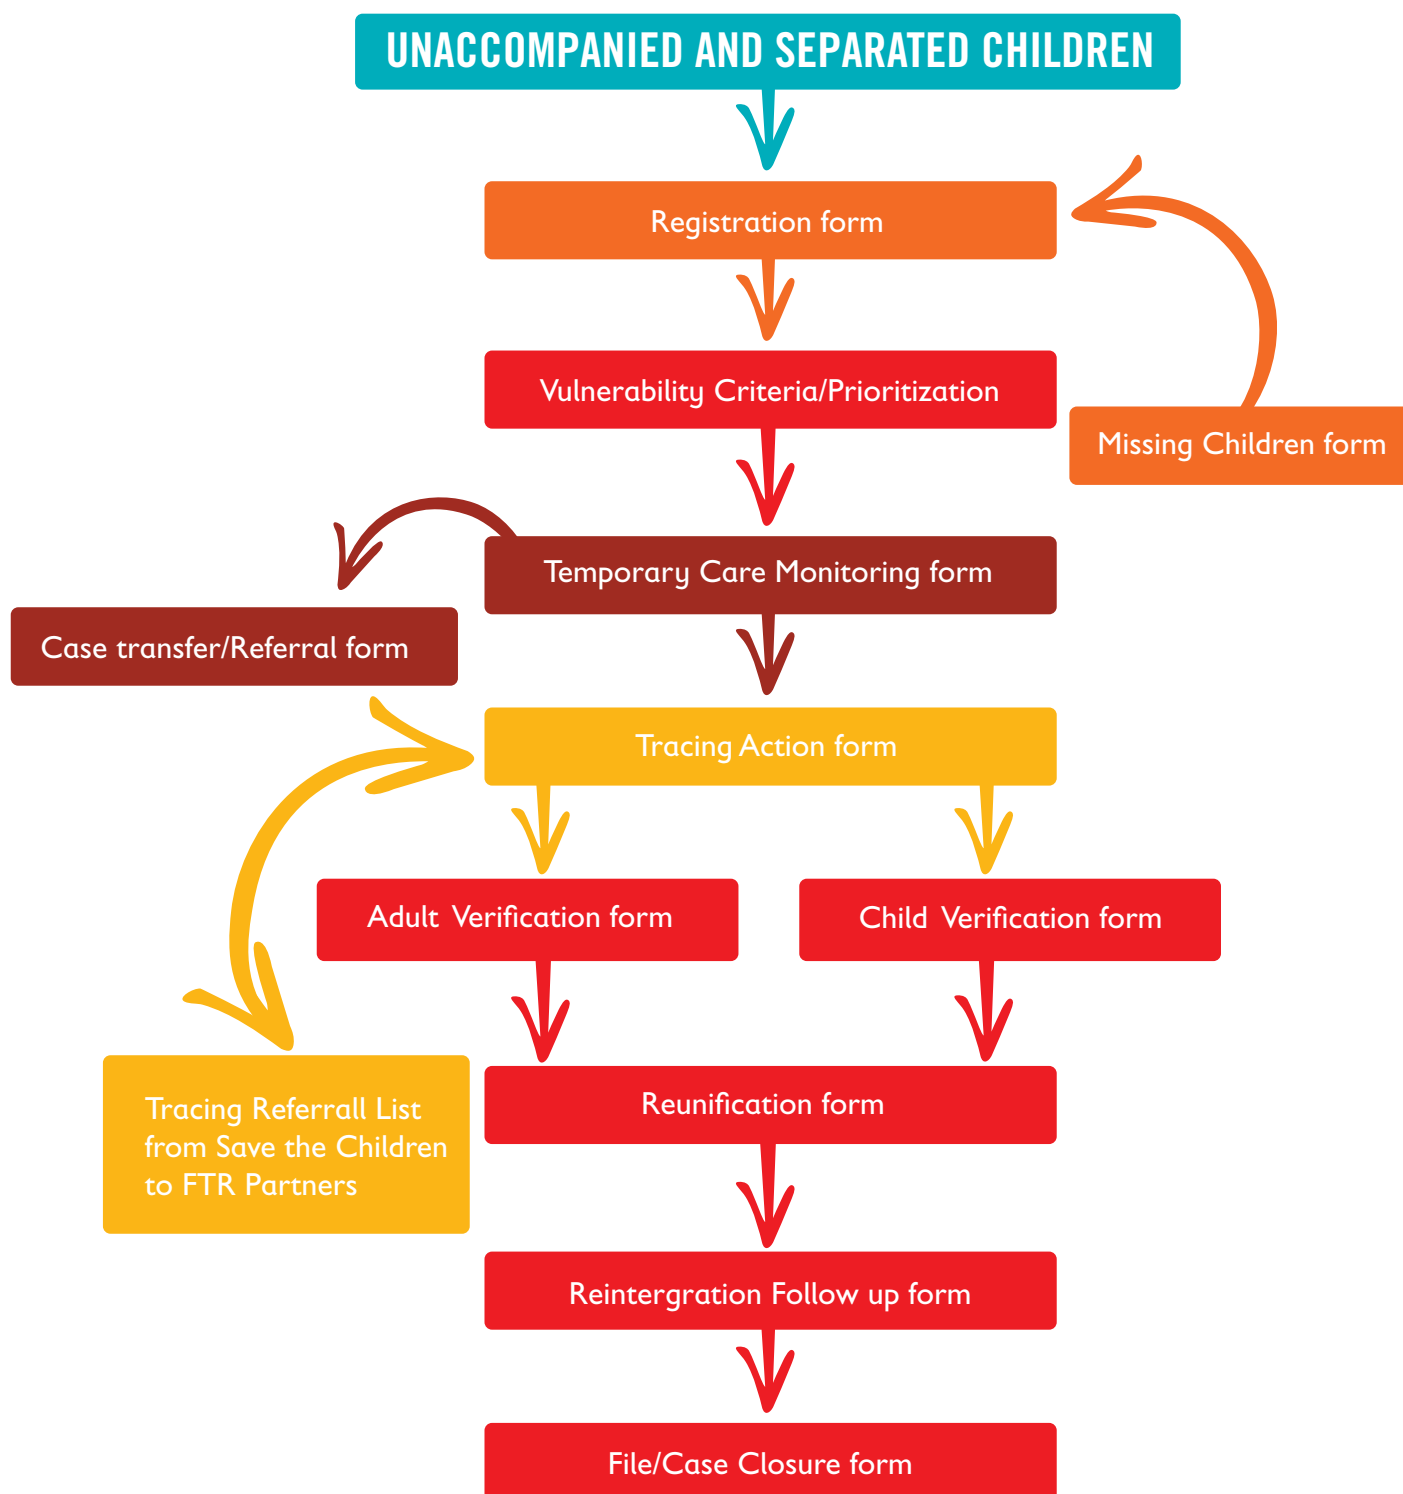 UNACCOMPANIED AND SEPARATED CHILDREN
Registration form
Vulnerability Criteria/Prioritization
Missing Children form
Temporary Care Monitoring form
Case transfer/Referral form
Tracing Action form
Adult Verification form
Child Verification form
Tracing Referrall List
from Save the Children
to FTR Partners
Reunification form
Reintergration Follow up form
File/Case Closure form